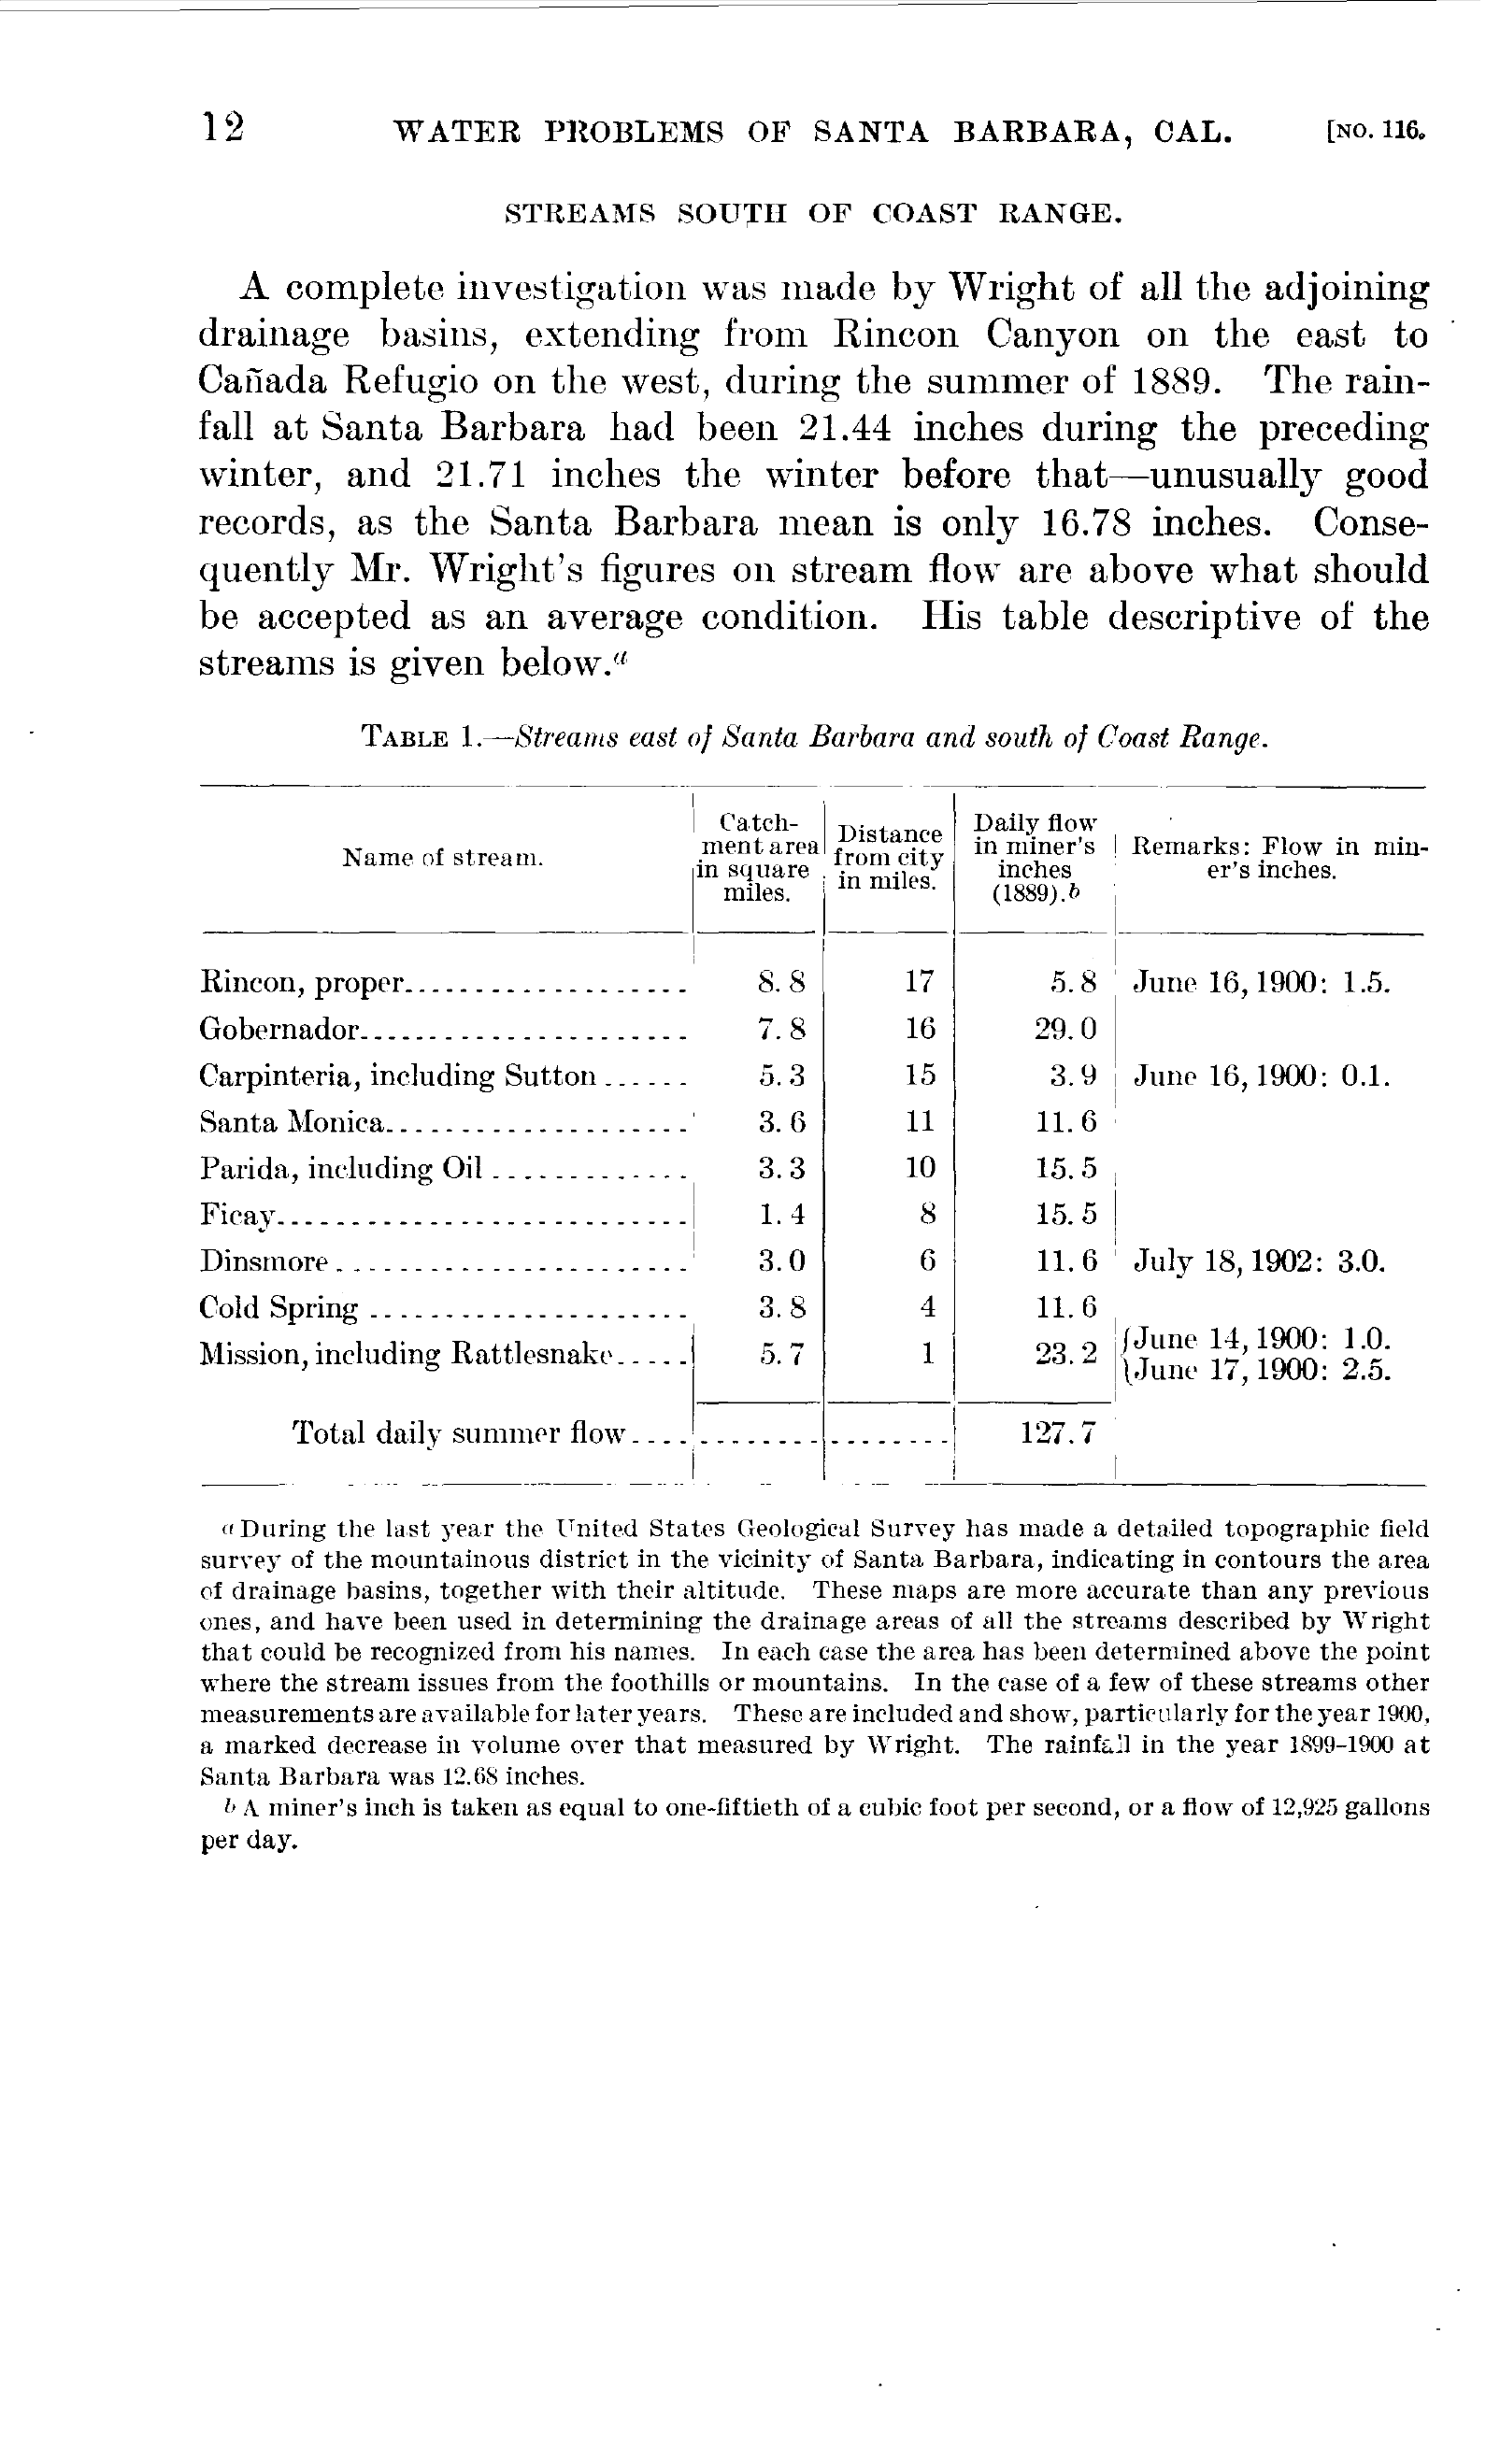 12 WATER PROBLEMS OF SANTA BARBARA, CAL. [NO. 116.
STREAMS SOUTH OF COAST RANGE.
A complete investigation was made by Wright of all the adjoining
drainage basins, extending from Rincon Canyon on the east to
Cañada Refugio on the west, during the summer of 1889. The rain-
fall at Santa Barbara had been 21.44 inches during the preceding
winter, and 21.71 inches the winter before that—unusually good
records, as the Santa Barbara mean is only 16.78 inches. Conse-
quently Mr. Wright's figures on stream flow are above what should
be accepted as an average condition. His table descriptive of the
streams is given below.a
TABLE 1.—Streams east of Santa Barbara and south of Coast Range.
Name of stream.
Catch-
ment area
in square
miles.
Distance
from city
in miles.
Daily flow
in miner's
inches
(1889).b
Remarks: Flow in min-
er's inches.
Rincon, proper 8.8 17 5.8 June 16, 1900: 1.5.
Gobernador 7.8 16 29.0
Carpinteria, including Sutton 5.3 15 3.9 June 16, 1900: 0.1.
Santa Monica 3.6 11 11.6
Parida, including Oil 3.3 10 15.5
Ficay 1.4 8 15.5
Dinsmore 3.0 6 11.6 July 18, 1902: 3.0.
Cold Spring 3.8 4 11.6
Mission, including Rattlesnake 5.7 1 23.2 {June 14, 1900: 1.0.
June 17, 1900: 2.5.
Total daily summer flow 127.7
a During the last year the United States Geological Survey has made a detailed topographic field
survey of the mountainous district in the vicinity of Santa Barbara, indicating in contours the area
of drainage basins, together with their altitude. These maps are more accurate than any previous
ones, and have been used in determining the drainage areas of all the streams described by Wright
that could be recognized from his names. In each case the area has been determined above the point
where the stream issues from the foothills or mountains. In the case of a few of these streams other
measurements are available for later years. These are included and show, particularly for the year 1900,
a marked decrease in volume over that measured by Wright. The rainfall in the year 1899-1900 at
Santa Barbara was 12.68 inches.
b A miner's inch is taken as equal to one-fiftieth of a cubic foot per second, or a flow of 12,925 gallons
per day.